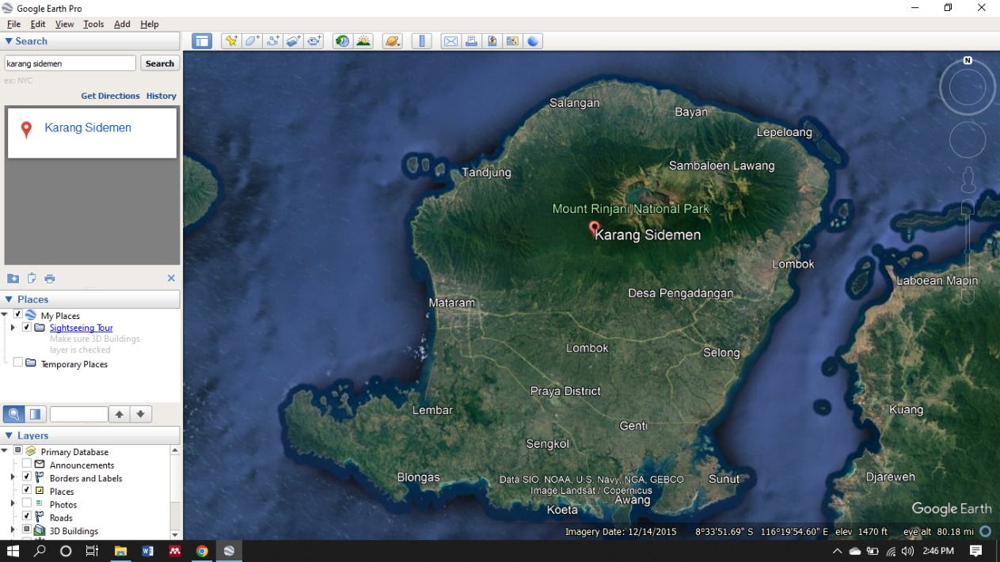 Google Earth Pro
File Edit View Tools Add Help
Search
karang sidemen Search
ex: NYC
Get Directions History
Karang Sidemen
Places
My Places
Sightseeing Tour
Make sure 3D Buildings
layer is checked
Temporary Places
Layers
Primary Database
Announcements
Borders and Labels
Places
Photos
Roads
3D Buildings
N
Salangan
Bayan
Lepeloang
Sambaloen Lawang
Tandjung
Mount Rinjani National Park
Karang Sidemen
Lombok
Laboean Mapin
Desa Pengadangan
Mataram
Lombok
Selong
Praya District
Lembar
Kuang
Genti
Sengkol
Blongas
Data SIO, NOAA, U.S. Navy, NGA, GEBCO
Sunut
Djareweh
Image Landsat / Copernicus
Awang
Koeta
Google Earth
Imagery Date: 12/14/2015 8°33'51.69" S 116°19'54.60" E elev 1470 ft eye alt 80.18 mi
2:46 PM